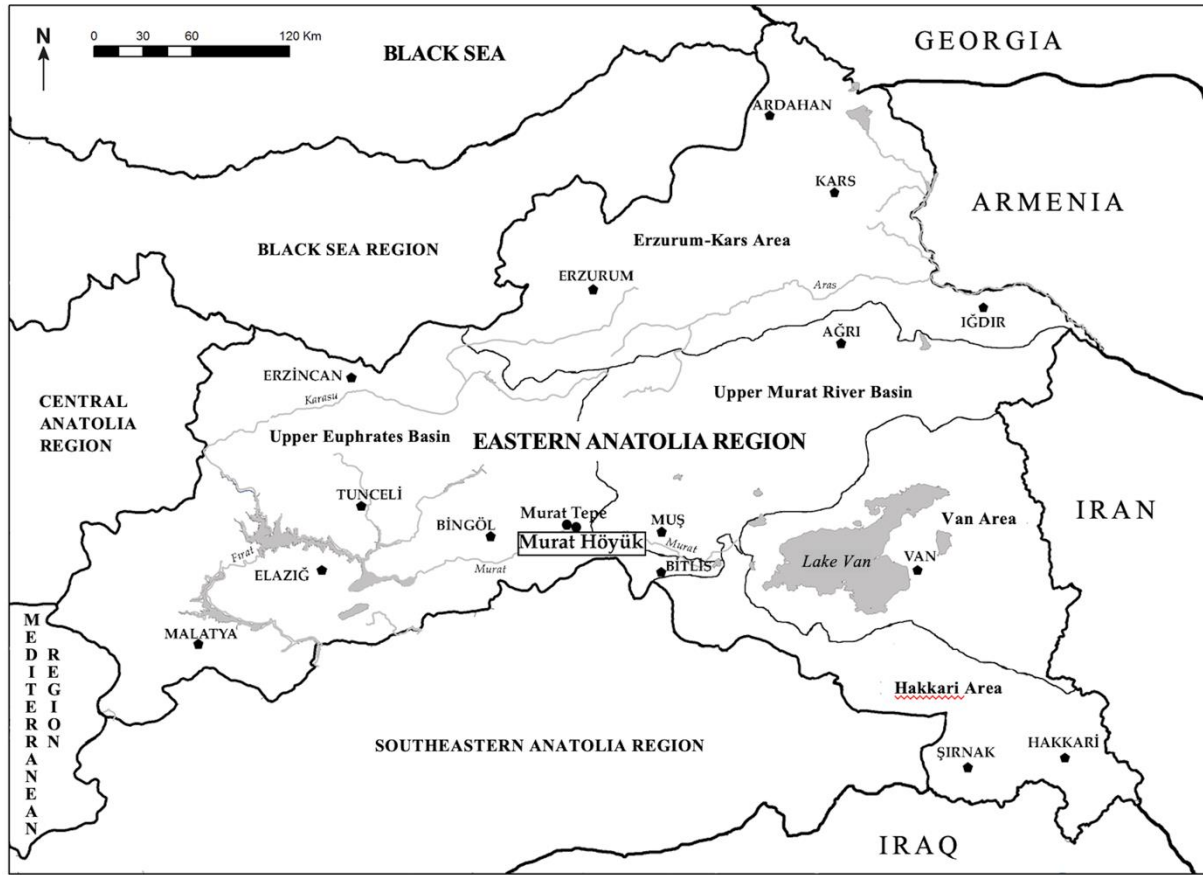 N
0 30 60 120 Km
BLACK SEA
GEORGIA
ARDAHAN
KARS
ARMENIA
BLACK SEA REGION
Erzurum-Kars Area
ERZURUM
Aras
IĞDIR
AĞRI
ERZİNCAN
Karasu
CENTRAL
ANATOLIA
REGION
Upper Murat River Basin
Upper Euphrates Basin
EASTERN ANATOLIA REGION
IRAN
TUNCELİ
BİNGÖL
Murat Tepe
Murat Höyük
MUŞ
Murat
BİTLİS
Van Area
Lake Van
VAN
Fırat
ELAZIĞ
Murat
MALATYA
MEDITERRANEAN
REGION
Hakkari Area
SOUTHEASTERN ANATOLIA REGION
ŞIRNAK
HAKKARİ
IRAQ